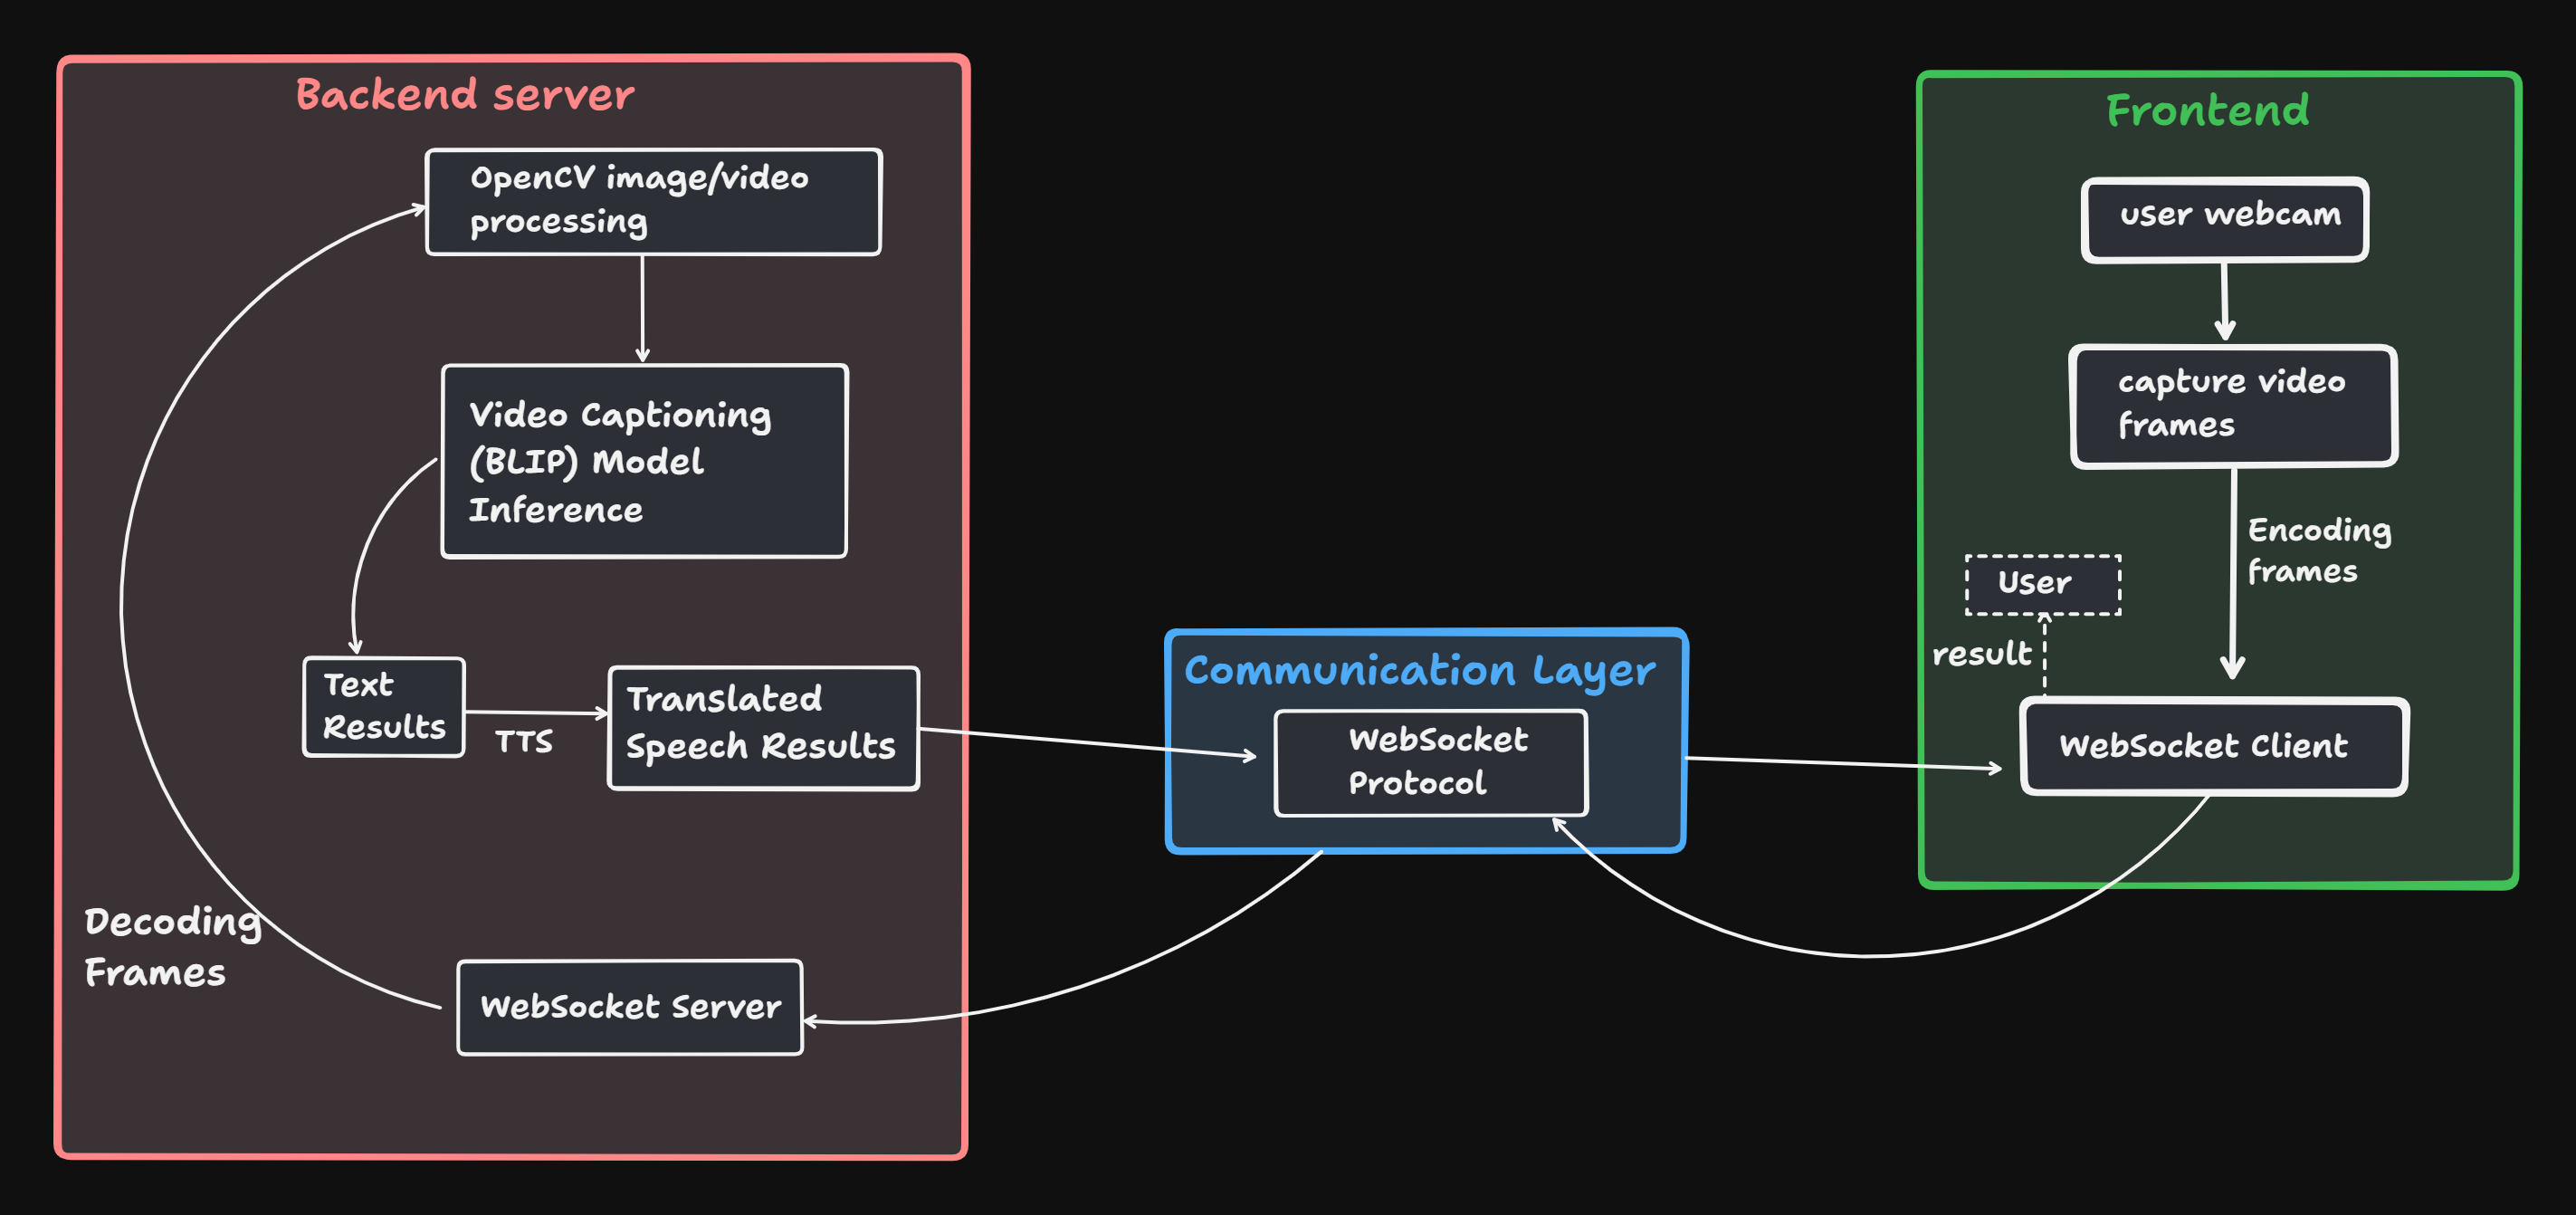 Backend server
OpenCV image/video
processing
Video Captioning
(BLIP) Model
Inference
Text
Results
TTS
Translated
Speech Results
Decoding
Frames
WebSocket Server
Communication Layer
WebSocket
Protocol
Frontend
user webcam
capture video
frames
Encoding
frames
User
result
WebSocket Client